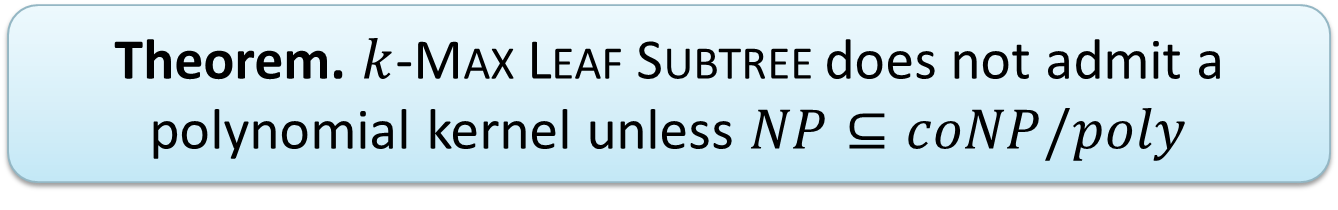 Theorem. k-MAX LEAF SUBTREE does not admit a
polynomial kernel unless NP ⊆ coNP/poly